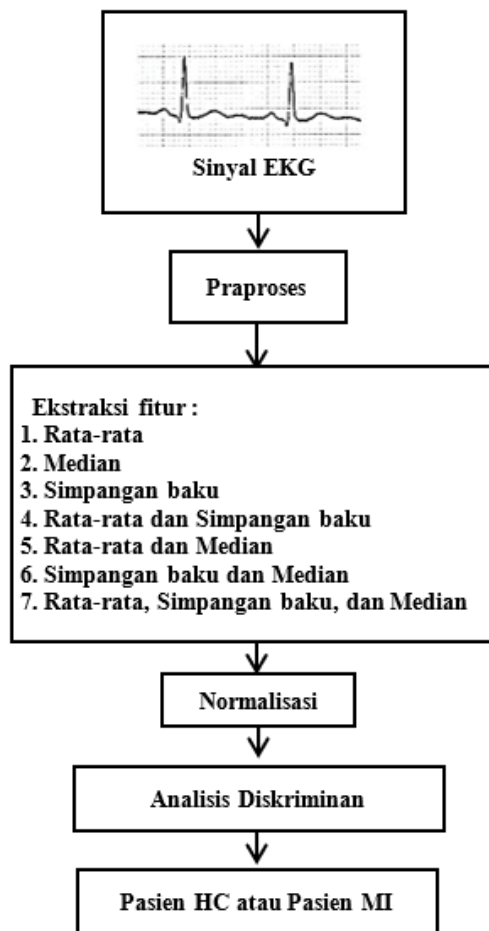 Sinyal EKG
Praproses
Ekstraksi fitur :
1. Rata-rata
2. Median
3. Simpangan baku
4. Rata-rata dan Simpangan baku
5. Rata-rata dan Median
6. Simpangan baku dan Median
7. Rata-rata, Simpangan baku, dan Median
Normalisasi
Analisis Diskriminan
Pasien HC atau Pasien MI